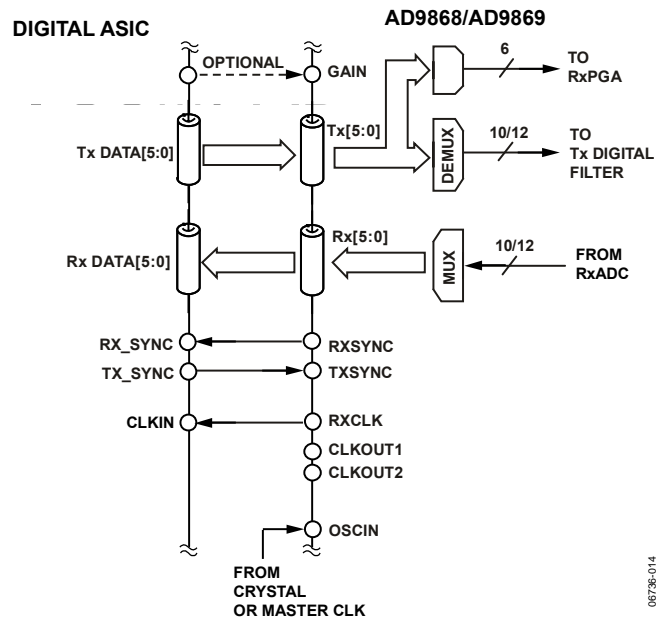 DIGITAL ASIC
AD9868/AD9869
OPTIONAL
GAIN
6
TO
RxPGA
Tx DATA[5:0]
Tx[5:0]
DEMUX
10/12
TO
Tx DIGITAL
FILTER
Rx DATA[5:0]
Rx[5:0]
MUX
10/12
FROM
RxADC
RX_SYNC
RXSYNC
TX_SYNC
TXSYNC
CLKIN
RXCLK
CLKOUT1
CLKOUT2
OSCIN
FROM
CRYSTAL
OR MASTER CLK
06736-014